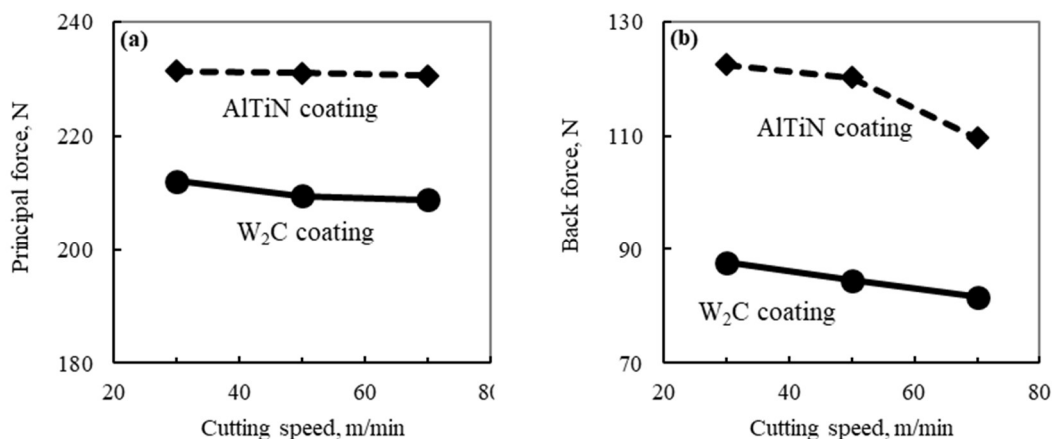 (a)
240
220
200
180
Principal force, N
AlTiN coating
W₂C coating
20 40 60 80
Cutting speed, m/min
(b)
130
110
90
70
Back force, N
AlTiN coating
W₂C coating
20 40 60 80
Cutting speed, m/min